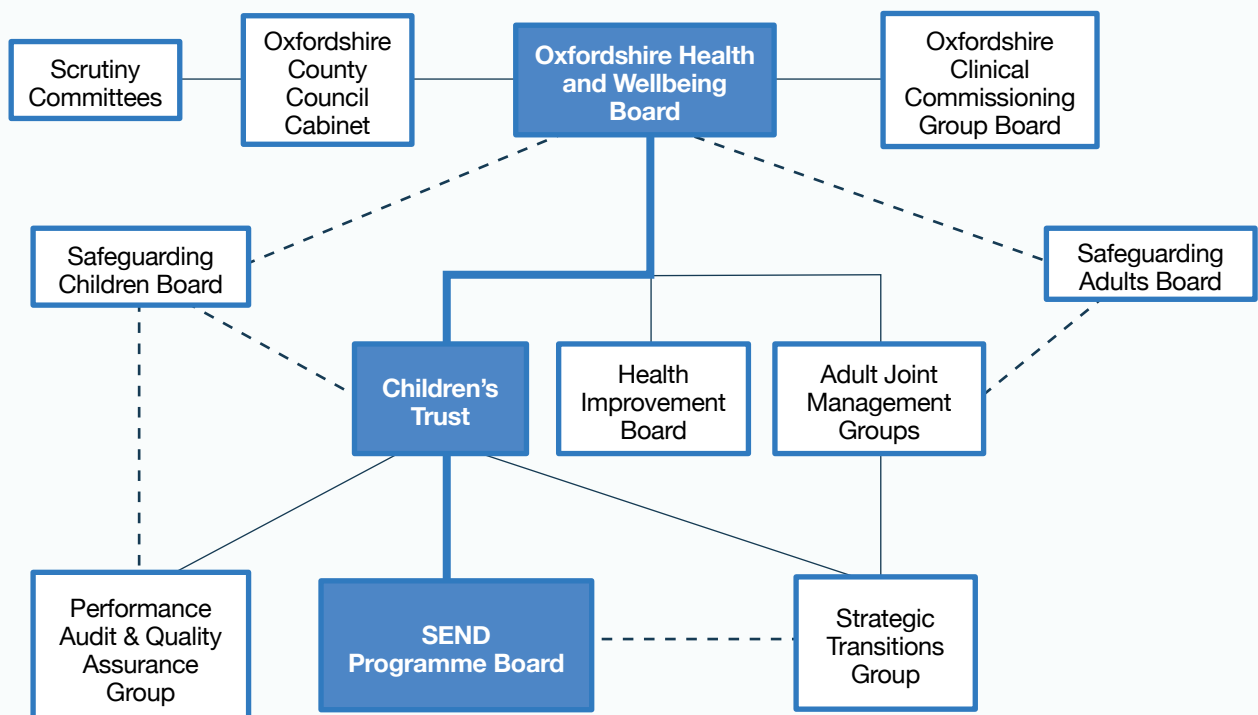 Scrutiny
Committees
Oxfordshire
County
Council
Cabinet
Oxfordshire Health
and Wellbeing
Board
Oxfordshire
Clinical
Commissioning
Group Board
Safeguarding
Children Board
Safeguarding
Adults Board
Children's
Trust
Health
Improvement
Board
Adult Joint
Management
Groups
Performance
Audit & Quality
Assurance
Group
SEND
Programme Board
Strategic
Transitions
Group